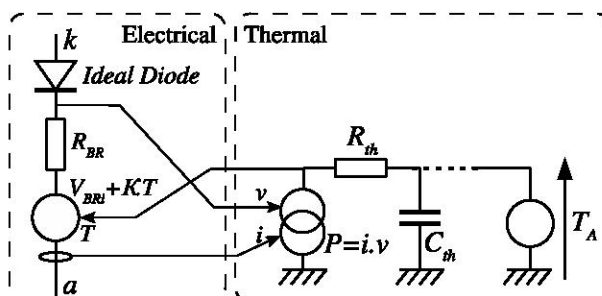 Electrical
Thermal
k
Ideal Diode
R_BR
V_BRi+KT
T
a
v
i
P=i.v
R_th
C_th
T_A